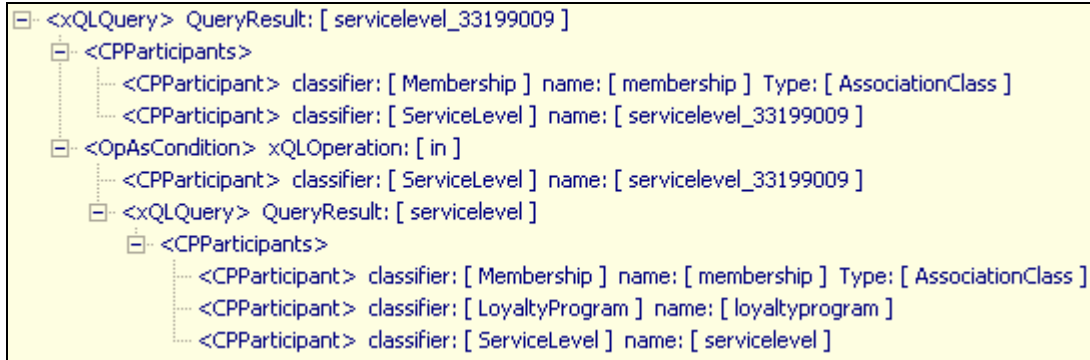 <xQLQuery> QueryResult: [ servicelevel_33199009 ]
<CPParticipants>
<CPParticipant> classifier: [ Membership ] name: [ membership ] Type: [ AssociationClass ]
<CPParticipant> classifier: [ ServiceLevel ] name: [ servicelevel_33199009 ]
<OpAsCondition> xQLOperation: [ in ]
<CPParticipant> classifier: [ ServiceLevel ] name: [ servicelevel_33199009 ]
<xQLQuery> QueryResult: [ servicelevel ]
<CPParticipants>
<CPParticipant> classifier: [ Membership ] name: [ membership ] Type: [ AssociationClass ]
<CPParticipant> classifier: [ LoyaltyProgram ] name: [ loyaltyprogram ]
<CPParticipant> classifier: [ ServiceLevel ] name: [ servicelevel ]